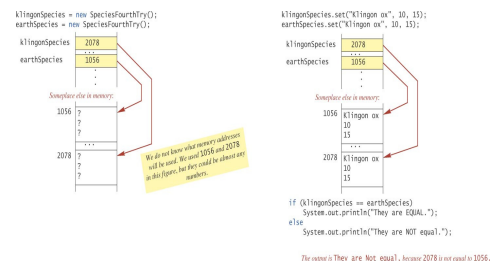 klingonSpecies = new SpeciesFourthTry();
earthSpecies = new SpeciesFourthTry();
klingonSpecies
2078
. . .
earthSpecies
1056
.
.
.
Someplace else in memory:
1056
?
?
?
. . .
2078
?
?
?
We do not know what memory addresses
will be used. We used 1056 and 2078
in this figure, but they could be almost any
numbers.
klingonSpecies.set("Klingon ox", 10, 15);
earthSpecies.set("Klingon ox", 10, 15);
klingonSpecies
2078
. . .
earthSpecies
1056
.
.
.
Someplace else in memory:
1056
Klingon ox
10
15
. . .
2078
Klingon ox
10
15
if (klingonSpecies == earthSpecies)
System.out.println("They are EQUAL.");
else
System.out.println("They are NOT equal.");
The output is They are Not equal, because 2078 is not equal to 1056.